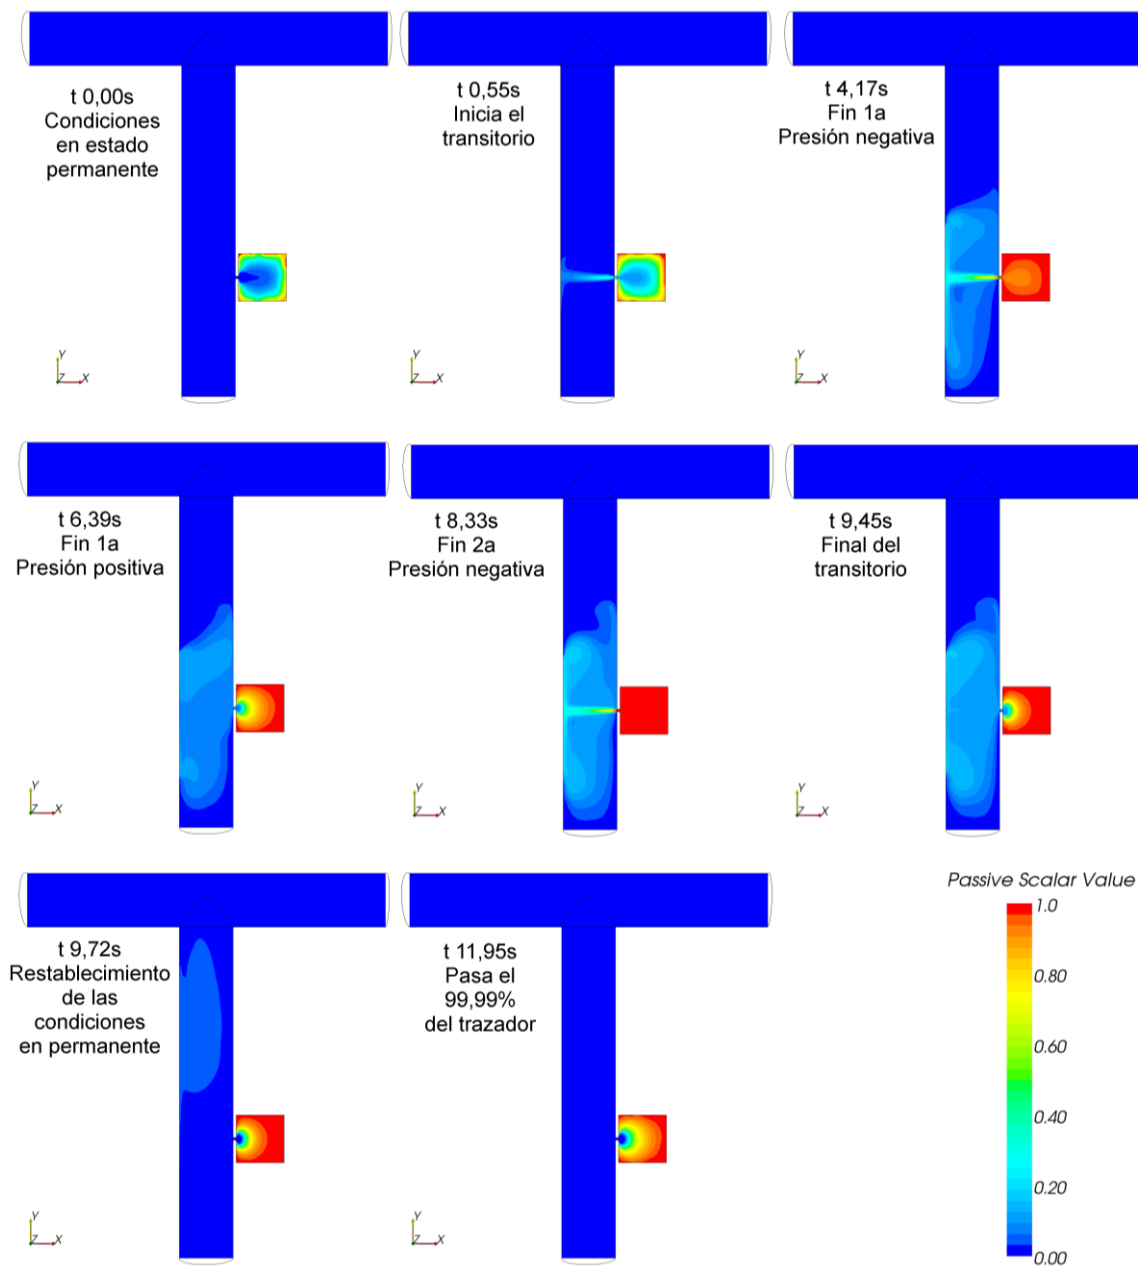 t 0,00s
Condiciones
en estado
permanente
Y
Z
X
t 0,55s
Inicia el
transitorio
Y
Z
X
t 4,17s
Fin 1a
Presión negativa
Y
Z
X
t 6,39s
Fin 1a
Presión positiva
Y
Z
X
t 8,33s
Fin 2a
Presión negativa
Y
Z
X
t 9,45s
Final del
transitorio
Y
Z
X
t 9,72s
Restablecimiento
de las
condiciones
en permanente
Y
Z
X
t 11,95s
Pasa el
99,99%
del trazador
Y
Z
X
Passive Scalar Value
1.0
0.80
0.60
0.40
0.20
0.00